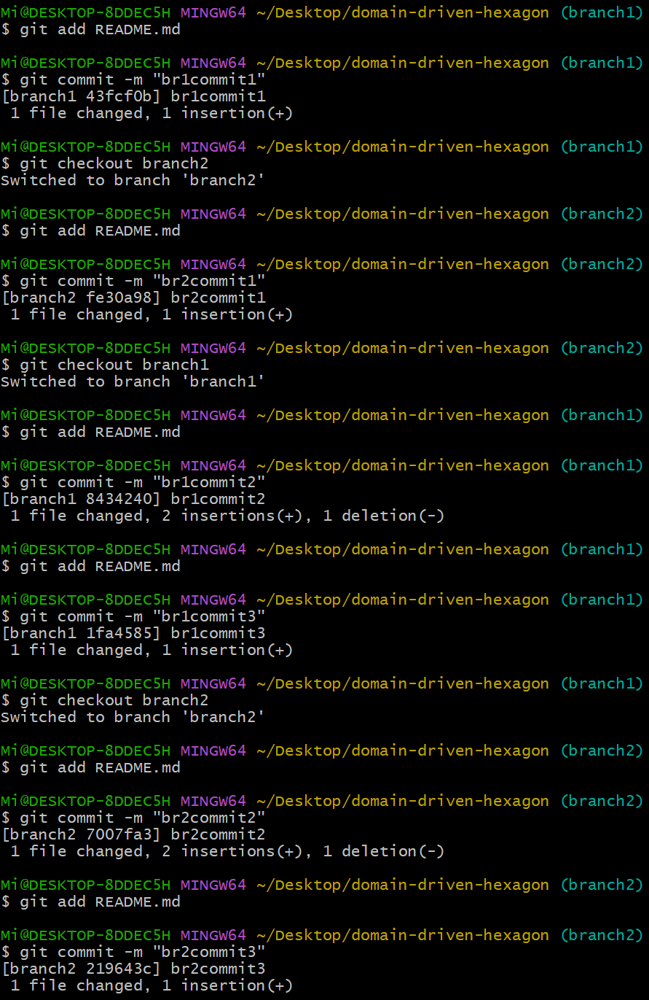 Mi@DESKTOP-8DDEC5H MINGW64 ~/Desktop/domain-driven-hexagon (branch1)
$ git add README.md
Mi@DESKTOP-8DDEC5H MINGW64 ~/Desktop/domain-driven-hexagon (branch1)
$ git commit -m "br1commit1"
[branch1 43fcf0b] br1commit1
 1 file changed, 1 insertion(+)
Mi@DESKTOP-8DDEC5H MINGW64 ~/Desktop/domain-driven-hexagon (branch1)
$ git checkout branch2
Switched to branch 'branch2'
Mi@DESKTOP-8DDEC5H MINGW64 ~/Desktop/domain-driven-hexagon (branch2)
$ git add README.md
Mi@DESKTOP-8DDEC5H MINGW64 ~/Desktop/domain-driven-hexagon (branch2)
$ git commit -m "br2commit1"
[branch2 fe30a98] br2commit1
 1 file changed, 1 insertion(+)
Mi@DESKTOP-8DDEC5H MINGW64 ~/Desktop/domain-driven-hexagon (branch2)
$ git checkout branch1
Switched to branch 'branch1'
Mi@DESKTOP-8DDEC5H MINGW64 ~/Desktop/domain-driven-hexagon (branch1)
$ git add README.md
Mi@DESKTOP-8DDEC5H MINGW64 ~/Desktop/domain-driven-hexagon (branch1)
$ git commit -m "br1commit2"
[branch1 8434240] br1commit2
 1 file changed, 2 insertions(+), 1 deletion(-)
Mi@DESKTOP-8DDEC5H MINGW64 ~/Desktop/domain-driven-hexagon (branch1)
$ git add README.md
Mi@DESKTOP-8DDEC5H MINGW64 ~/Desktop/domain-driven-hexagon (branch1)
$ git commit -m "br1commit3"
[branch1 1fa4585] br1commit3
 1 file changed, 1 insertion(+)
Mi@DESKTOP-8DDEC5H MINGW64 ~/Desktop/domain-driven-hexagon (branch1)
$ git checkout branch2
Switched to branch 'branch2'
Mi@DESKTOP-8DDEC5H MINGW64 ~/Desktop/domain-driven-hexagon (branch2)
$ git add README.md
Mi@DESKTOP-8DDEC5H MINGW64 ~/Desktop/domain-driven-hexagon (branch2)
$ git commit -m "br2commit2"
[branch2 7007fa3] br2commit2
 1 file changed, 2 insertions(+), 1 deletion(-)
Mi@DESKTOP-8DDEC5H MINGW64 ~/Desktop/domain-driven-hexagon (branch2)
$ git add README.md
Mi@DESKTOP-8DDEC5H MINGW64 ~/Desktop/domain-driven-hexagon (branch2)
$ git commit -m "br2commit3"
[branch2 219643c] br2commit3
 1 file changed, 1 insertion(+)